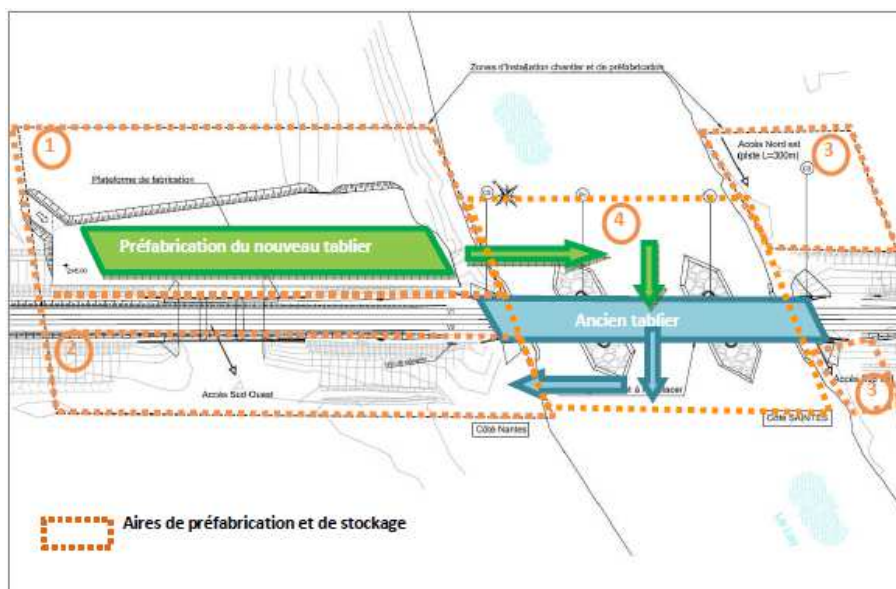 Zones d'installation chantier et de préfabrication
1
Accès Nord est
(piste L=300m)
3
Plateforme de fabrication
4
Préfabrication du nouveau tablier
Ancien tablier
2
Accès Sud-Ouest
3
Côté Nantes
Côté SAINTES
Aires de préfabrication et de stockage